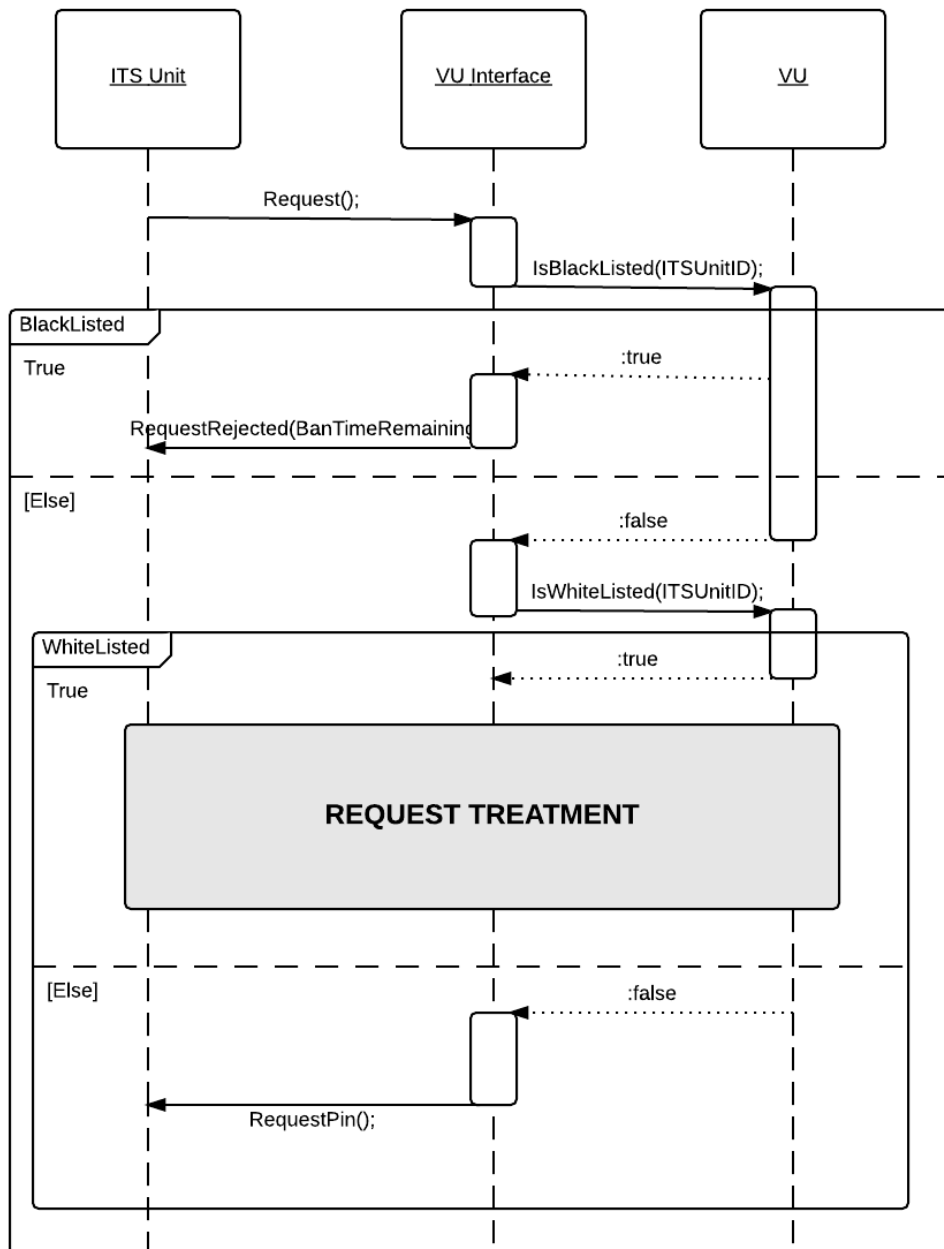 ITS Unit
VU Interface
VU
Request();
IsBlackListed(ITSUnitID);
BlackListed
True
:true
RequestRejected(BanTimeRemaining
[Else]
:false
IsWhiteListed(ITSUnitID);
WhiteListed
:true
True
REQUEST TREATMENT
[Else]
:false
RequestPin();